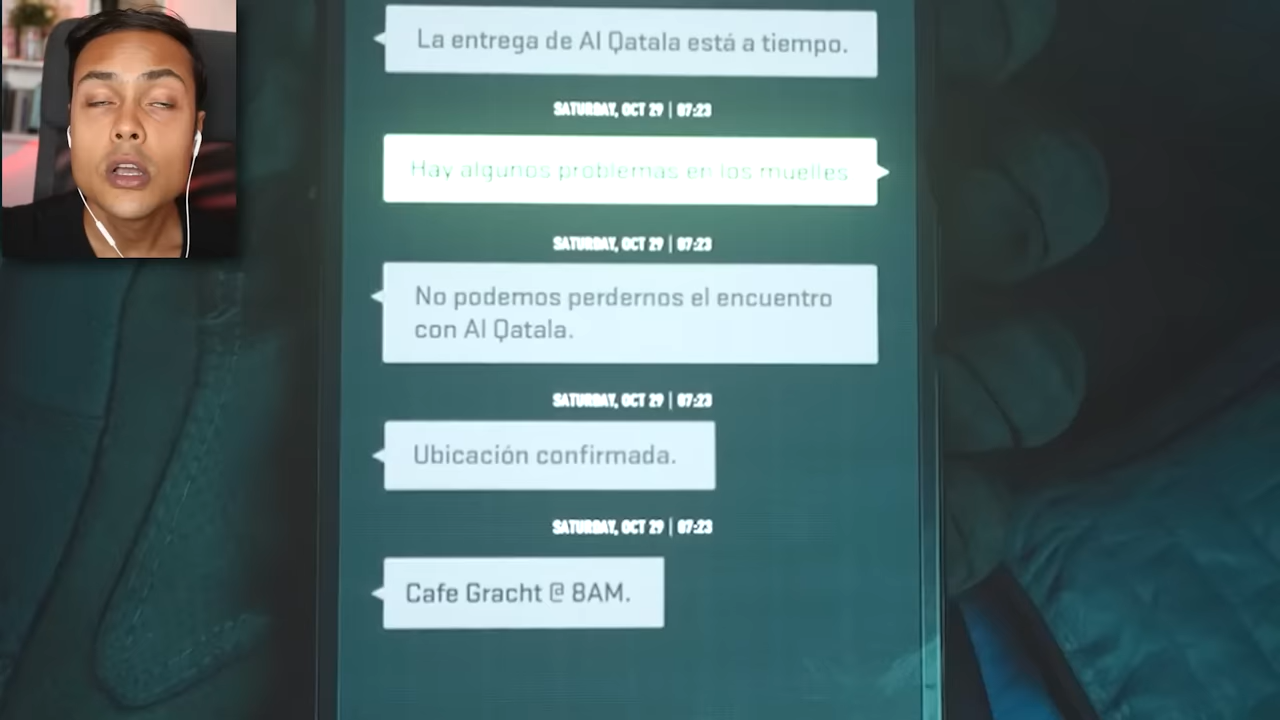 La entrega de Al Qatala está a tiempo.
SATURDAY, OCT 29 | 07:23
Hay algunos problemas en los muelles
SATURDAY, OCT 29 | 07:23
No podemos perdernos el encuentro
con Al Qatala.
SATURDAY, OCT 29 | 07:23
Ubicación confirmada.
SATURDAY, OCT 29 | 07:23
Cafe Gracht @ 8AM.